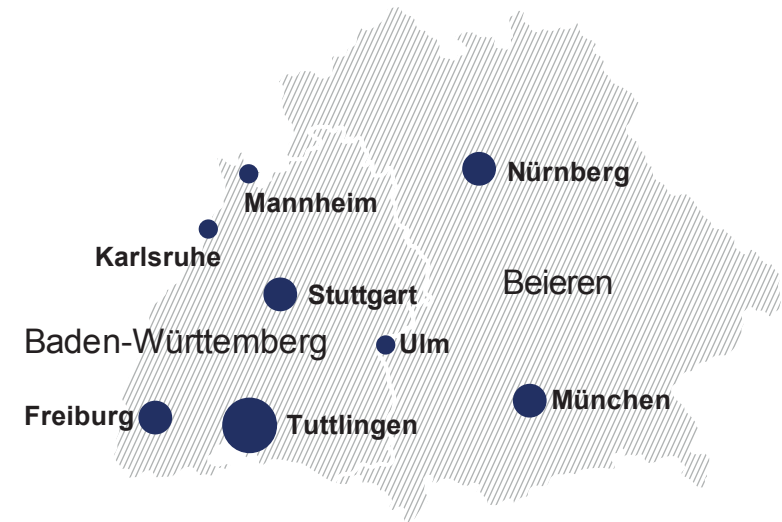 Nürnberg
Mannheim
Karlsruhe
Beieren
Stuttgart
Baden-Württemberg
Ulm
München
Freiburg
Tuttlingen